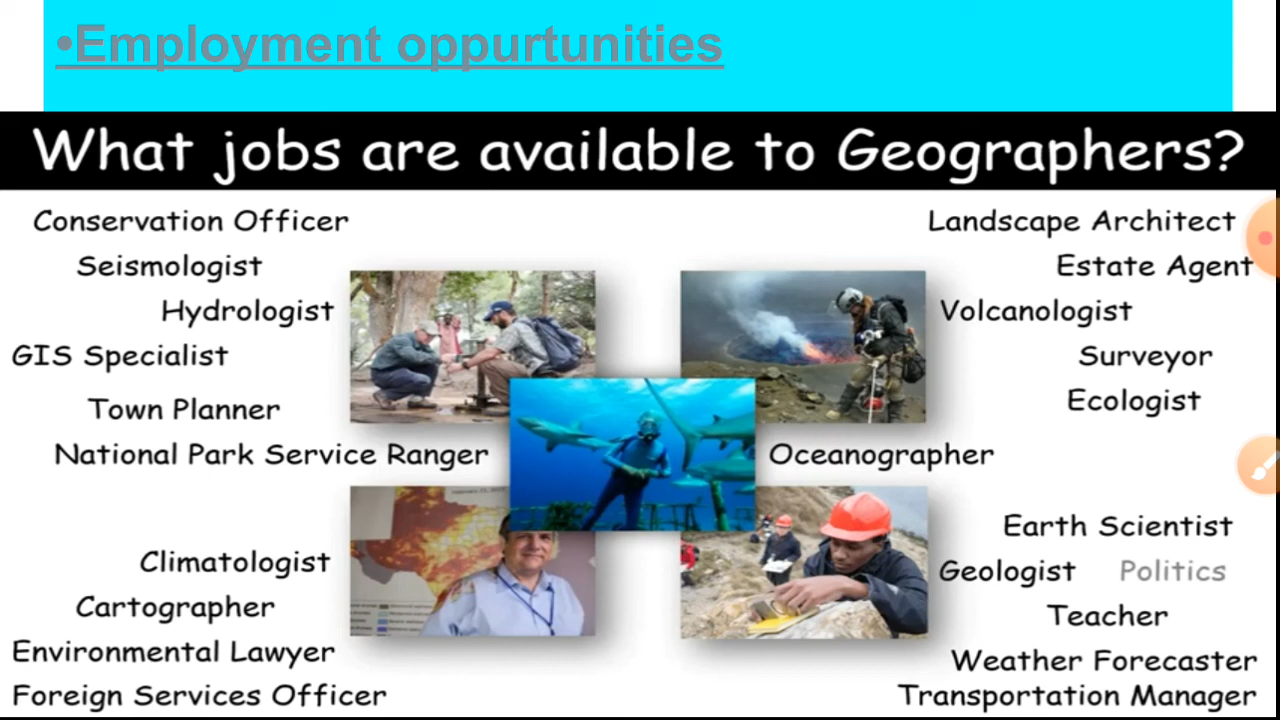 •Employment oppurtunities
What jobs are available to Geographers?
Conservation Officer
Seismologist
Hydrologist
GIS Specialist
Town Planner
National Park Service Ranger
Climatologist
Cartographer
Environmental Lawyer
Foreign Services Officer
Landscape Architect
Estate Agent
Volcanologist
Surveyor
Ecologist
Oceanographer
Earth Scientist
Geologist Politics
Teacher
Weather Forecaster
Transportation Manager